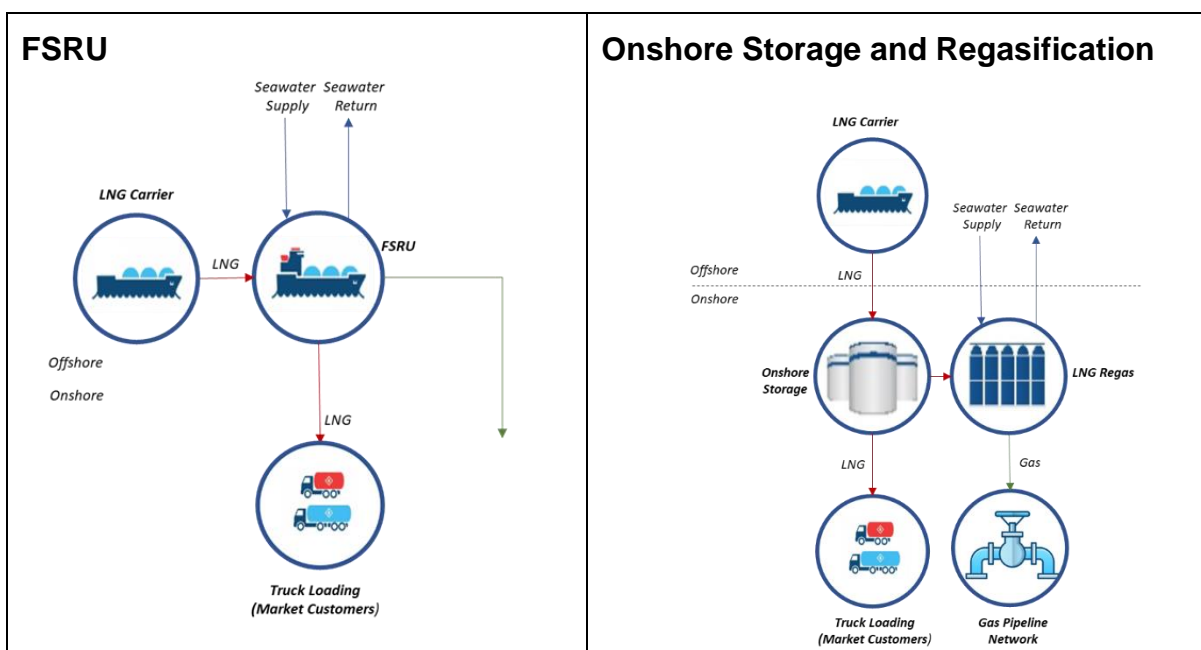 FSRU
Seawater Seawater
Supply Return
LNG Carrier
FSRU
LNG
Offshore
Onshore
LNG
Truck Loading
(Market Customers)
Onshore Storage and Regasification
LNG Carrier
Seawater Seawater
Supply Return
Offshore
LNG
Onshore
Onshore
Storage
LNG Regas
LNG
Gas
Truck Loading
(Market Customers)
Gas Pipeline
Network